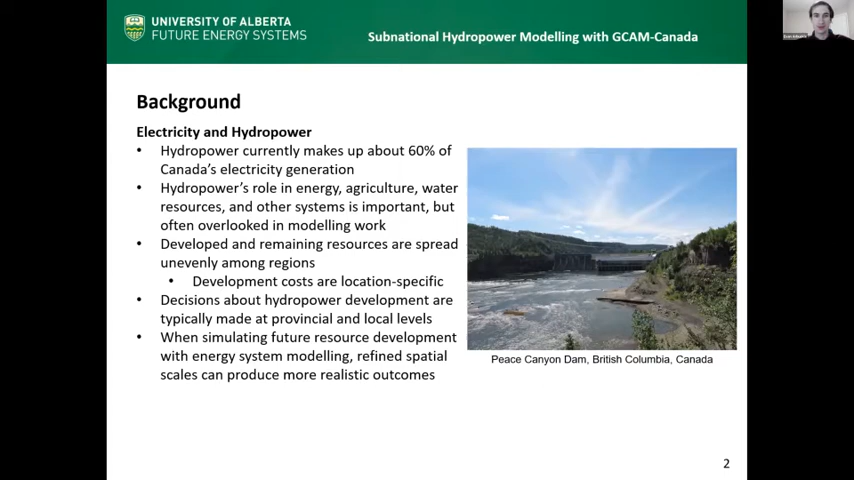 UNIVERSITY OF ALBERTA
FUTURE ENERGY SYSTEMS
Subnational Hydropower Modelling with GCAM-Canada
Background
Electricity and Hydropower
• Hydropower currently makes up about 60% of
Canada's electricity generation
• Hydropower's role in energy, agriculture, water
resources, and other systems is important, but
often overlooked in modelling work
• Developed and remaining resources are spread
unevenly among regions
• Development costs are location-specific
• Decisions about hydropower development are
typically made at provincial and local levels
• When simulating future resource development
with energy system modelling, refined spatial
scales can produce more realistic outcomes
Peace Canyon Dam, British Columbia, Canada
2